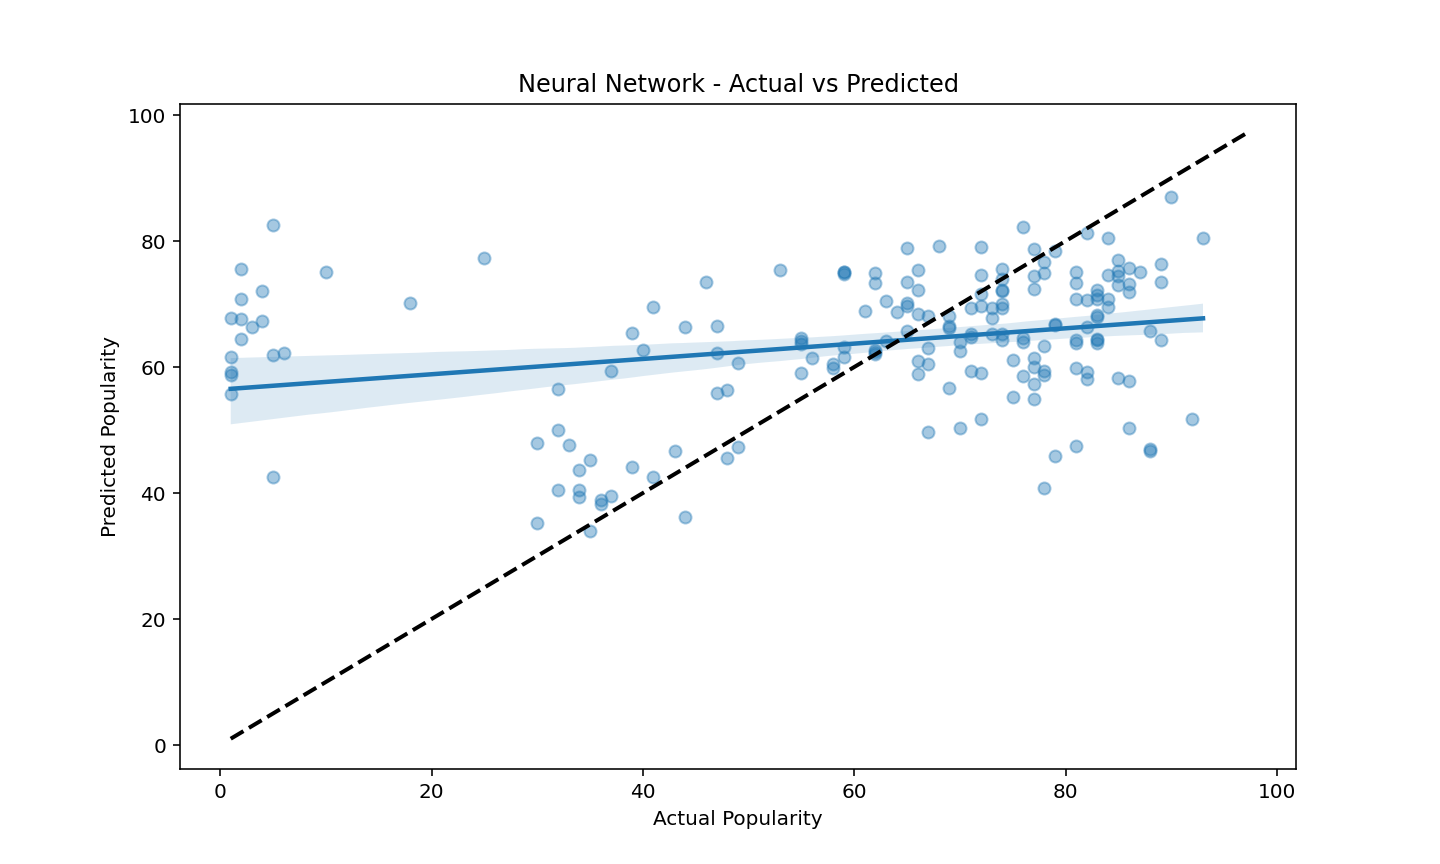 Neural Network - Actual vs Predicted
100
80
60
40
20
0
Predicted Popularity
0 20 40 60 80 100
Actual Popularity